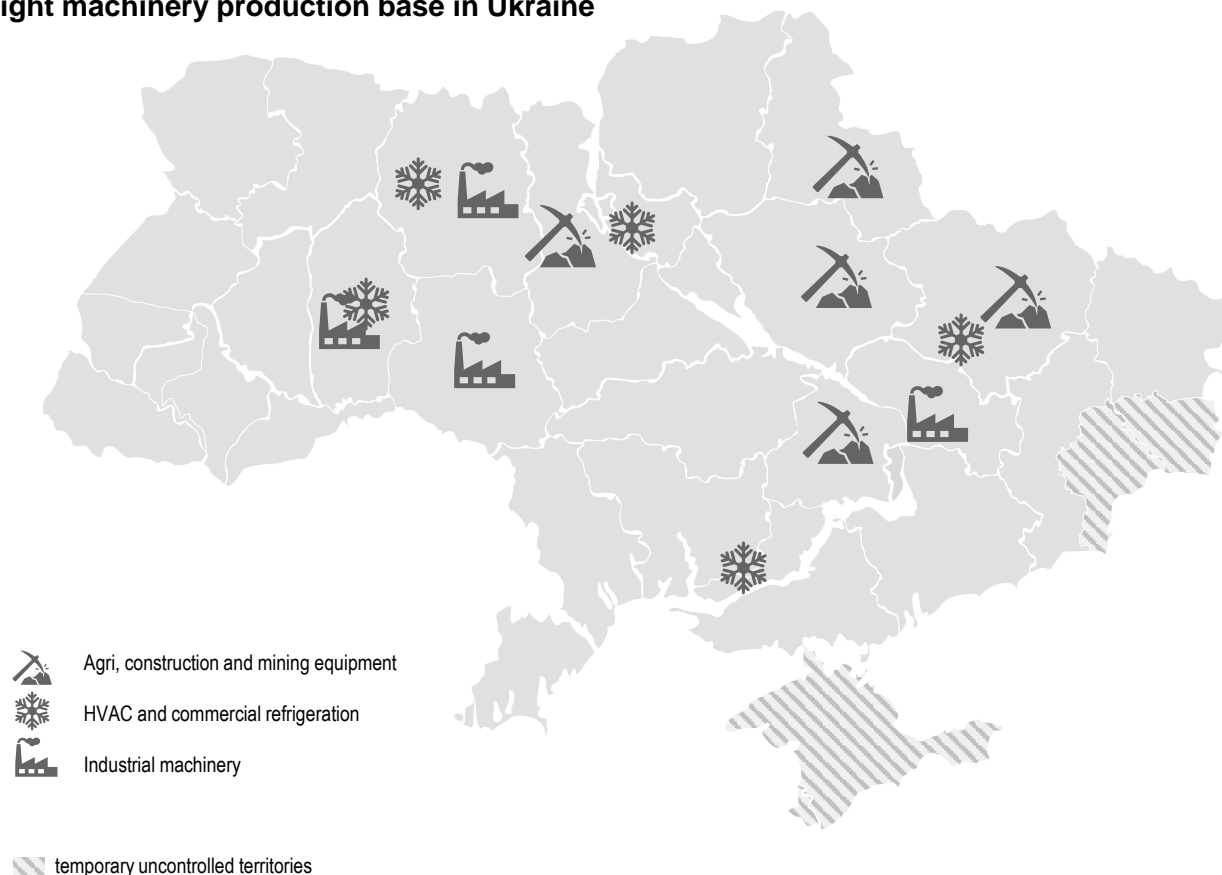 ight machinery production base in Ukraine
Agri, construction and mining equipment
HVAC and commercial refrigeration
Industrial machinery
temporary uncontrolled territories